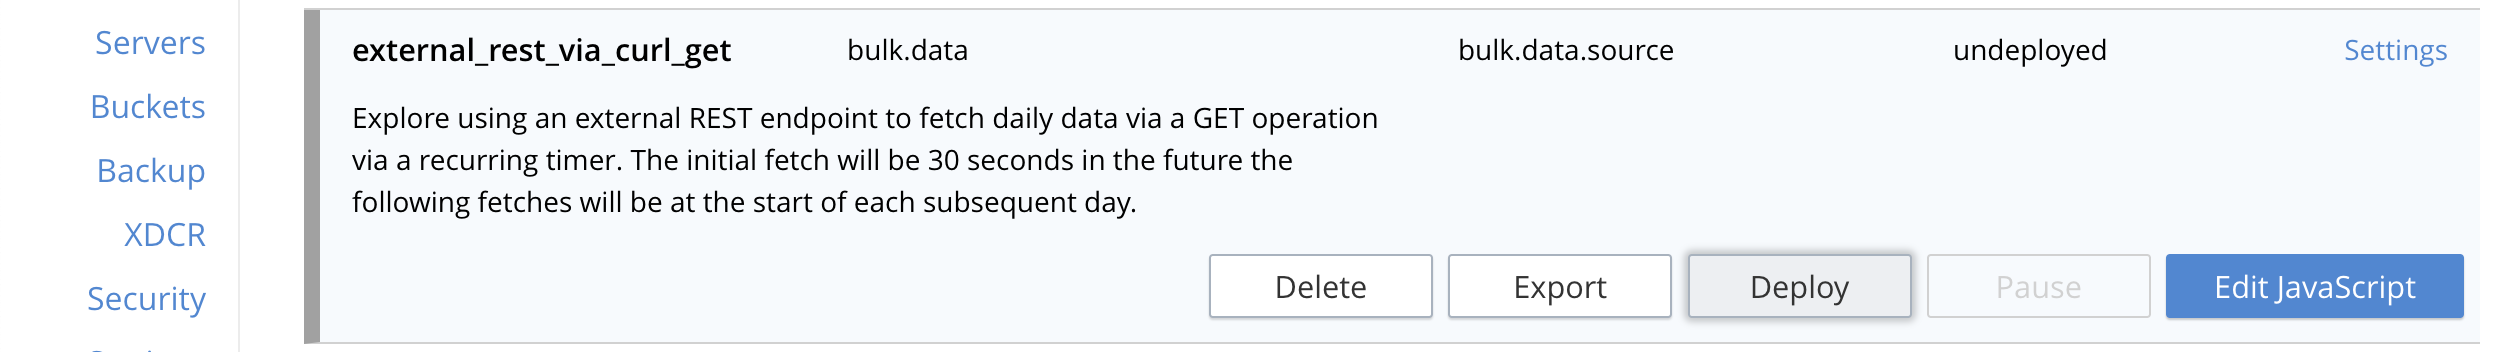 Servers
Buckets
Backup
XDCR
Security
external_rest_via_curl_get bulk.data bulk.data.source undeployed Settings
Explore using an external REST endpoint to fetch daily data via a GET operation
via a recurring timer. The initial fetch will be 30 seconds in the future the
following fetches will be at the start of each subsequent day.
Delete Export Deploy Pause Edit JavaScript